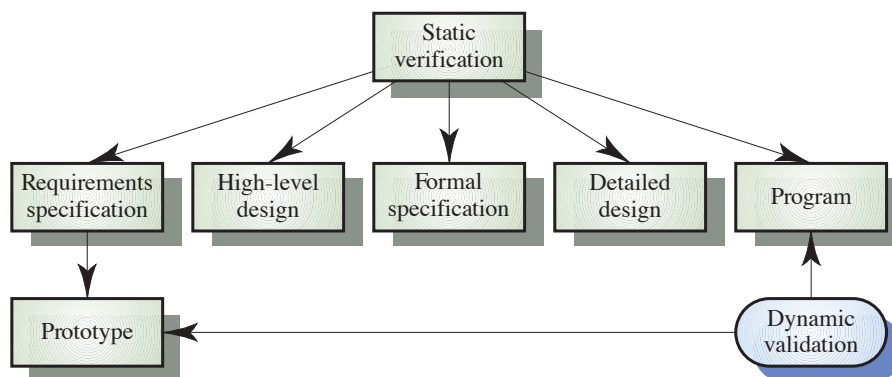 Static
verification
Requirements
specification
High-level
design
Formal
specification
Detailed
design
Program
Prototype
Dynamic
validation